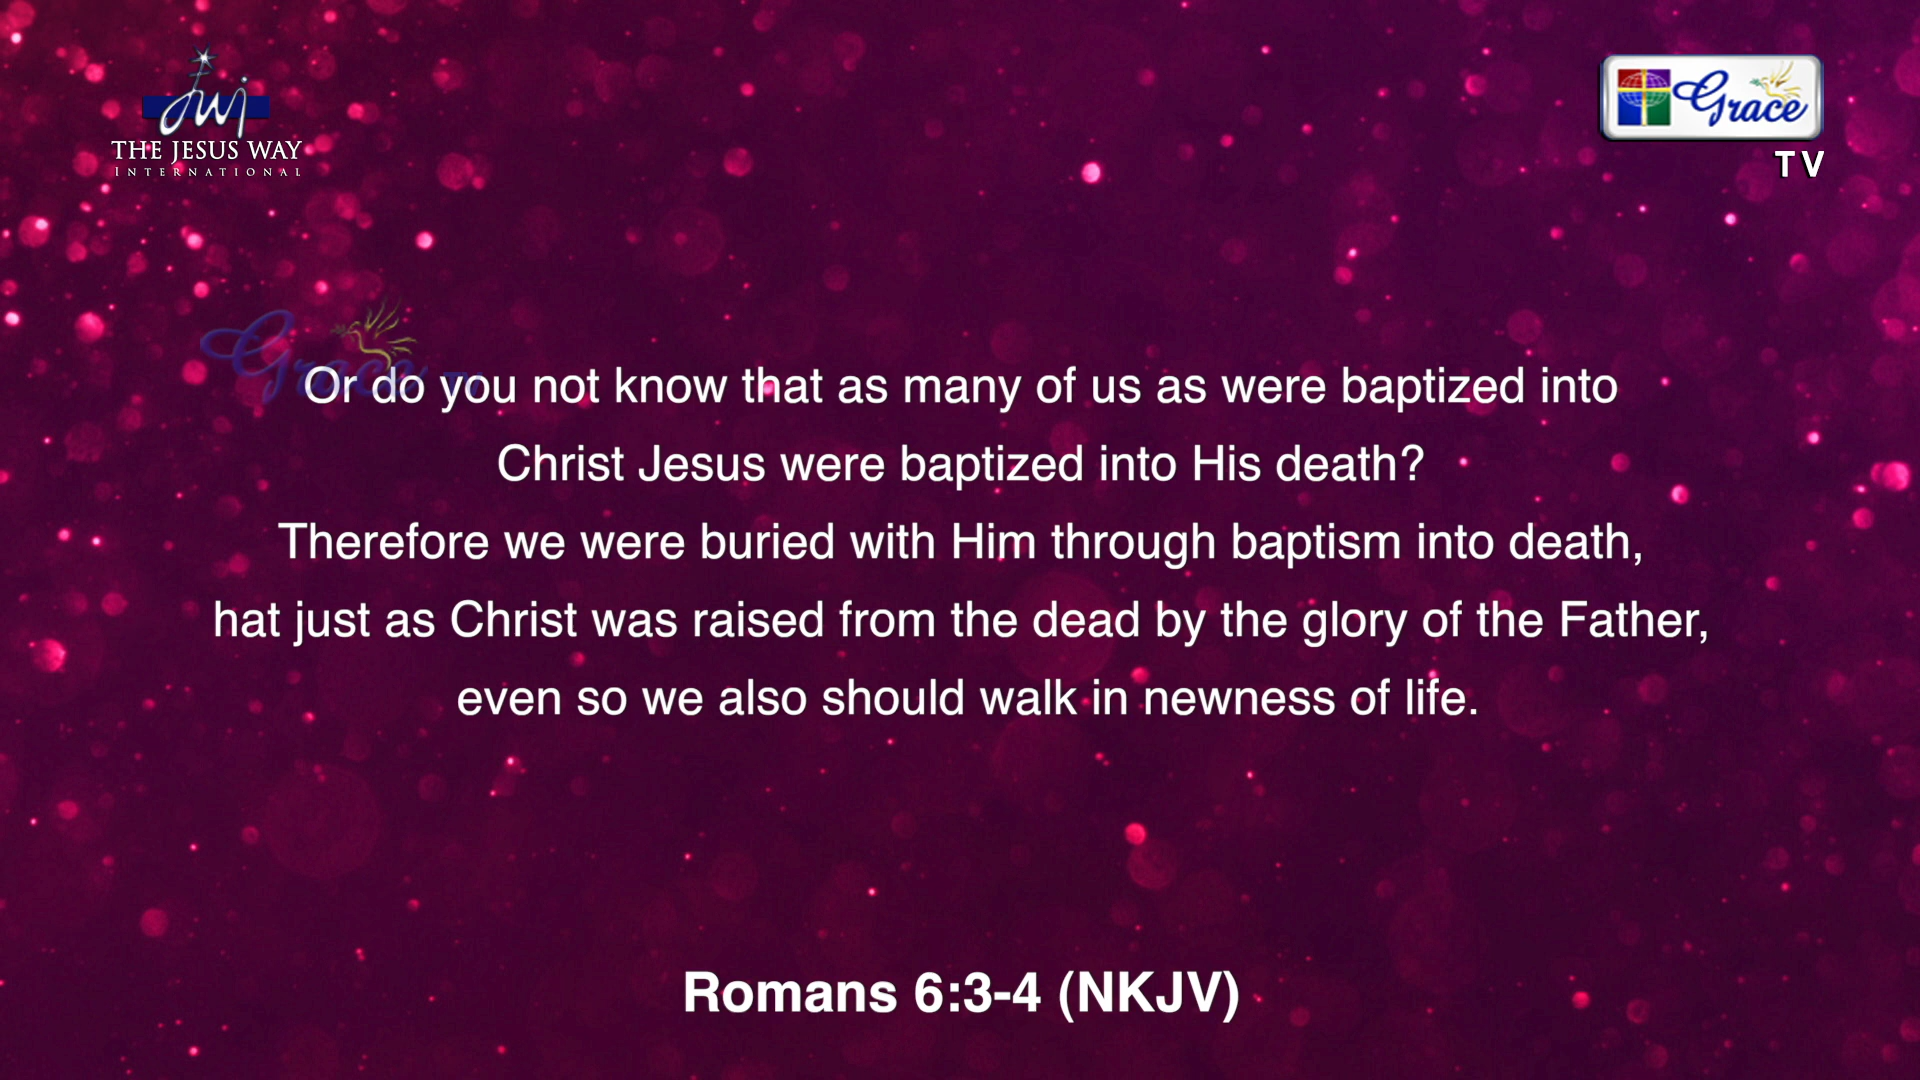 jwj
THE JESUS WAY
INTERNATIONAL
Grace
TV
Grace TV
Or do you not know that as many of us as were baptized into
Christ Jesus were baptized into His death?
Therefore we were buried with Him through baptism into death,
hat just as Christ was raised from the dead by the glory of the Father,
even so we also should walk in newness of life.
Romans 6:3-4 (NKJV)